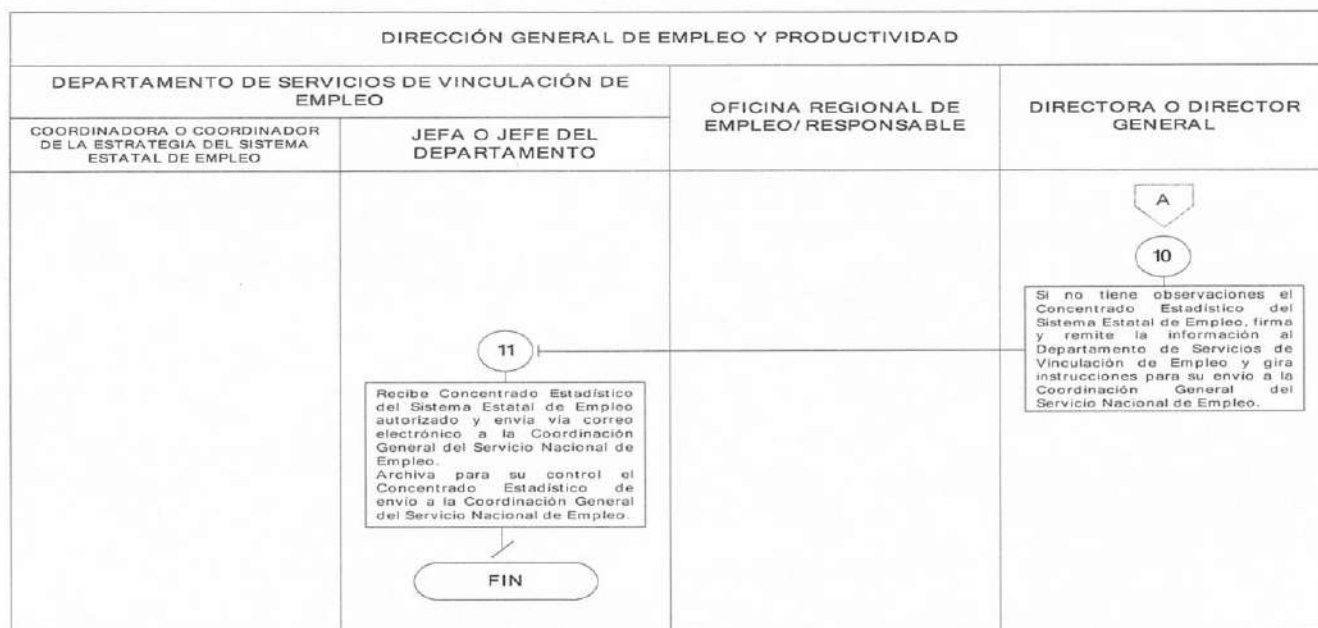 DIRECCIÓN GENERAL DE EMPLEO Y PRODUCTIVIDAD
DEPARTAMENTO DE SERVICIOS DE VINCULACIÓN DE
EMPLEO
COORDINADORA O COORDINADOR
DE LA ESTRATEGIA DEL SISTEMA
ESTATAL DE EMPLEO
JEFA O JEFE DEL
DEPARTAMENTO
OFICINA REGIONAL DE
EMPLEO/ RESPONSABLE
DIRECTORA O DIRECTOR
GENERAL
A
10
Si no tiene observaciones el
Concentrado Estadístico del
Sistema Estatal de Empleo, firma
y remite la información al
Departamento de Servicios de
Vinculación de Empleo y gira
instrucciones para su envío a la
Coordinación General del
Servicio Nacional de Empleo.
11
Recibe Concentrado Estadístico
del Sistema Estatal de Empleo
autorizado y envía vía correo
electrónico a la Coordinación
General del Servicio Nacional de
Empleo.
Archiva para su control el
Concentrado Estadístico de
envío a la Coordinación General
del Servicio Nacional de Empleo.
FIN